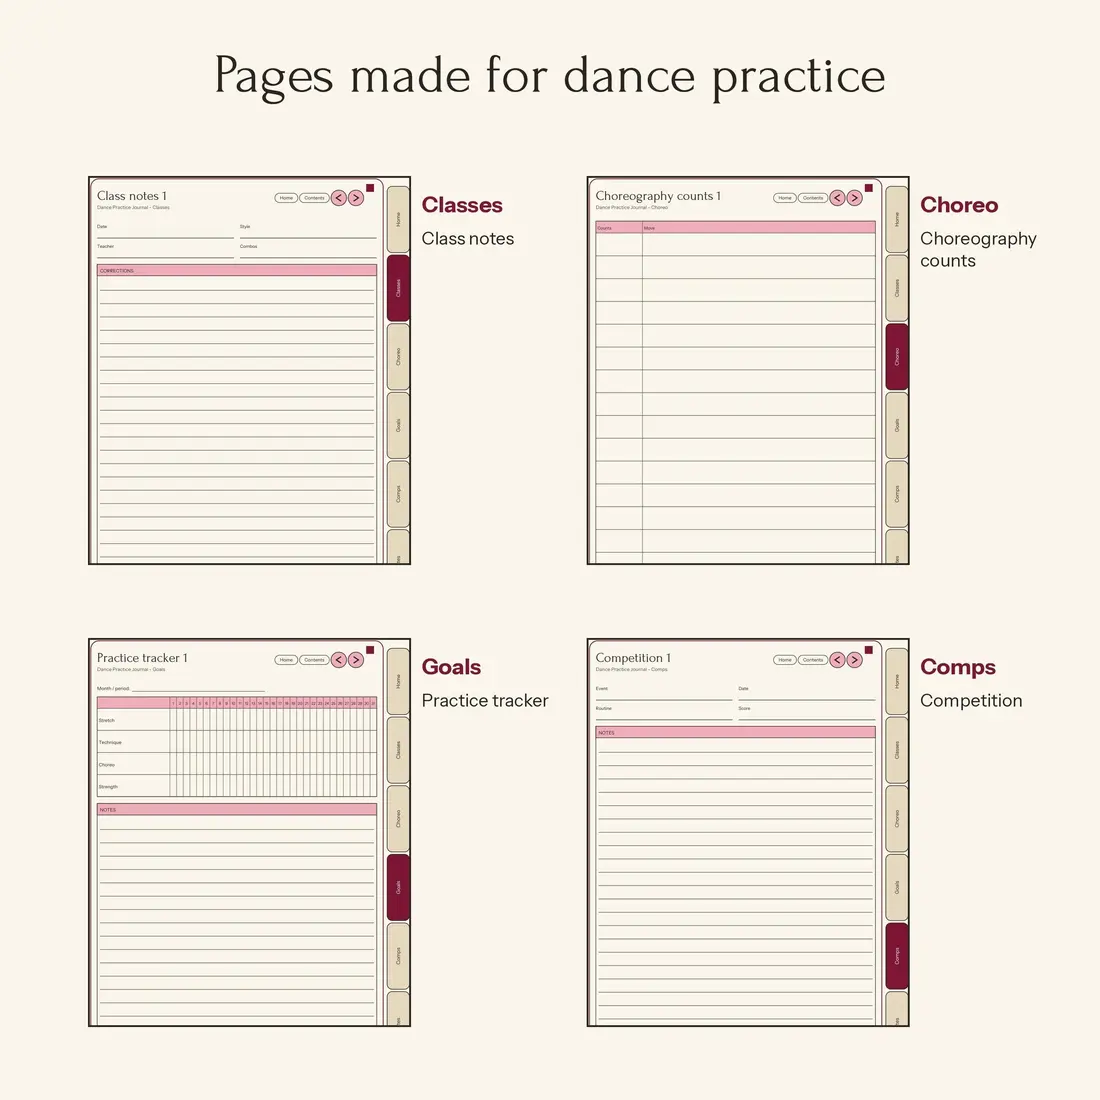 Pages made for dance practice
Class notes 1
Dance Practice Journal - Classes
Home
Contents
<
>
Date
Style
Teacher
Combos
CORRECTIONS
Home
Classes
Choreo
Goals
Comps
Classes
Class notes
Choreography counts 1
Dance Practice Journal - Choreo
Home
Contents
<
>
Counts
Move
Home
Classes
Choreo
Goals
Comps
Choreo
Choreography
counts
Practice tracker 1
Dance Practice Journal - Goals
Home
Contents
<
>
Month / period:
1 2 3 4 5 6 7 8 9 10 11 12 13 14 15 16 17 18 19 20 21 22 23 24 25 26 27 28 29 30 31
Stretch
Technique
Choreo
Strength
NOTES
Home
Classes
Choreo
Goals
Comps
Goals
Practice tracker
Competition 1
Dance Practice Journal - Comps
Home
Contents
<
>
Event
Date
Routine
Score
NOTES
Home
Classes
Choreo
Goals
Comps
Comps
Competition